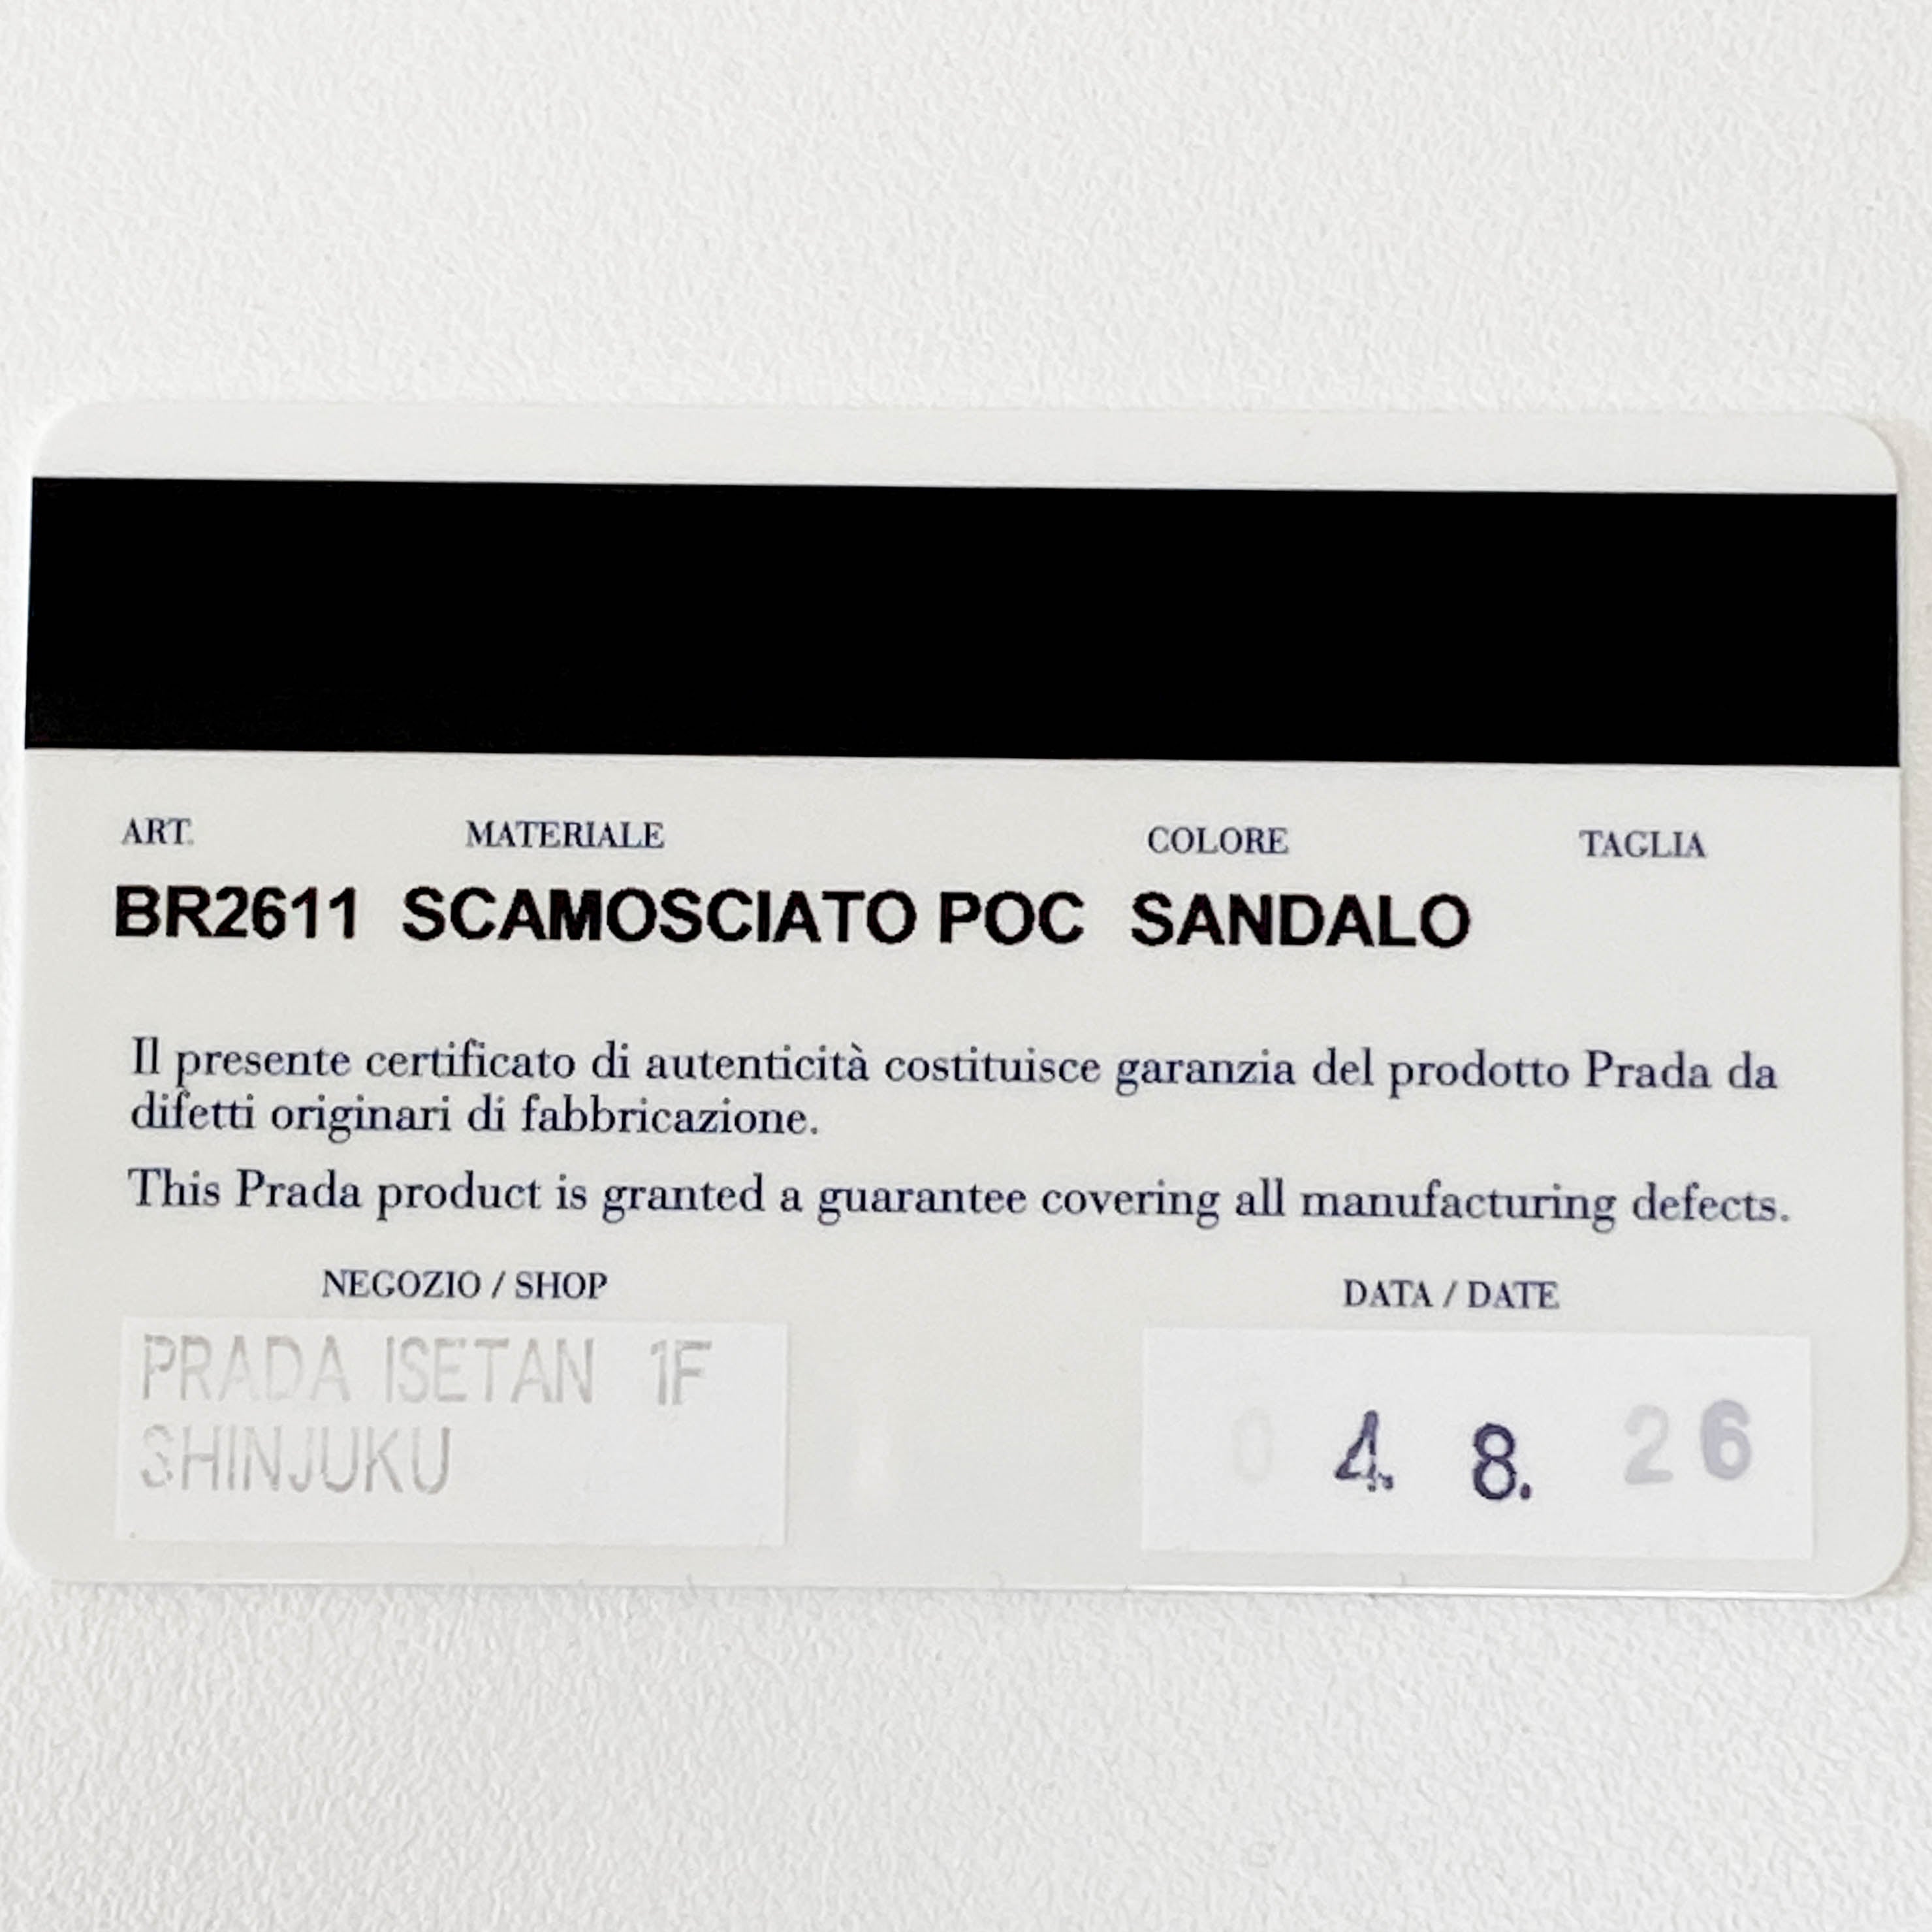 ART. MATERIALE COLORE TAGLIA
BR2611 SCAMOSCIATO POC SANDALO
Il presente certificato di autenticità costituisce garanzia del prodotto Prada da
difetti originari di fabbricazione.
This Prada product is granted a guarantee covering all manufacturing defects.
NEGOZIO / SHOP DATA / DATE
PRADA ISETAN 1F
SHINJUKU
0 4. 8. 26